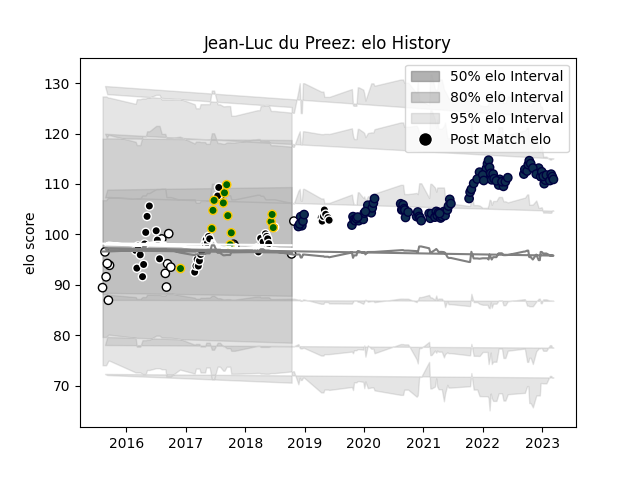 Jean-Luc du Preez: elo History
50% elo Interval
80% elo Interval
95% elo Interval
Post Match elo
elo score
130
120
110
100
90
80
70
2016 2017 2018 2019 2020 2021 2022 2023